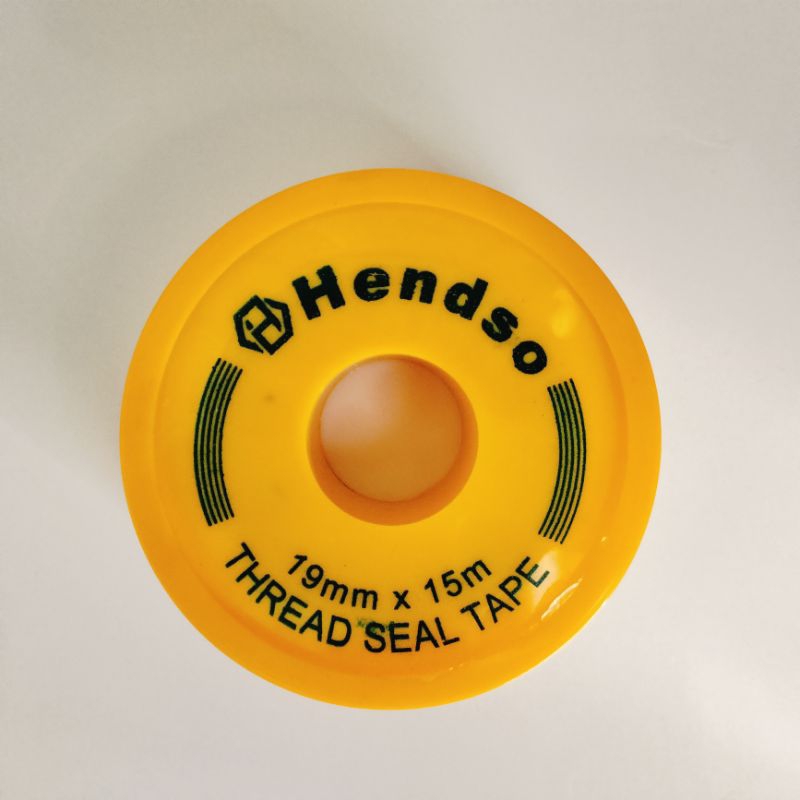 Hendso
19mm x 15m
THREAD SEAL TAPE